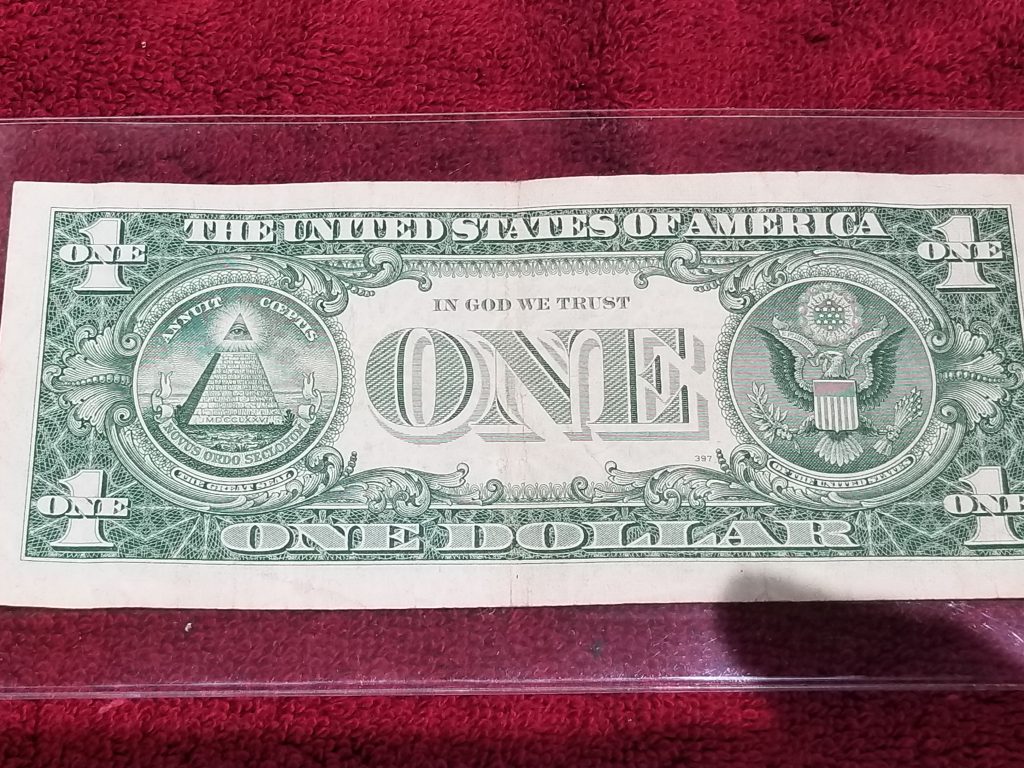 THE UNITED STATES OF AMERICA
1
ONE
1
ONE
ANNUIT CŒPTIS
IN GOD WE TRUST
ONE
MDCCLXXVI
NOVUS ORDO SECLORUM
THE GREAT SEAL
397
OF THE UNITED STATES
1
ONE
1
ONE
ONE DOLLAR